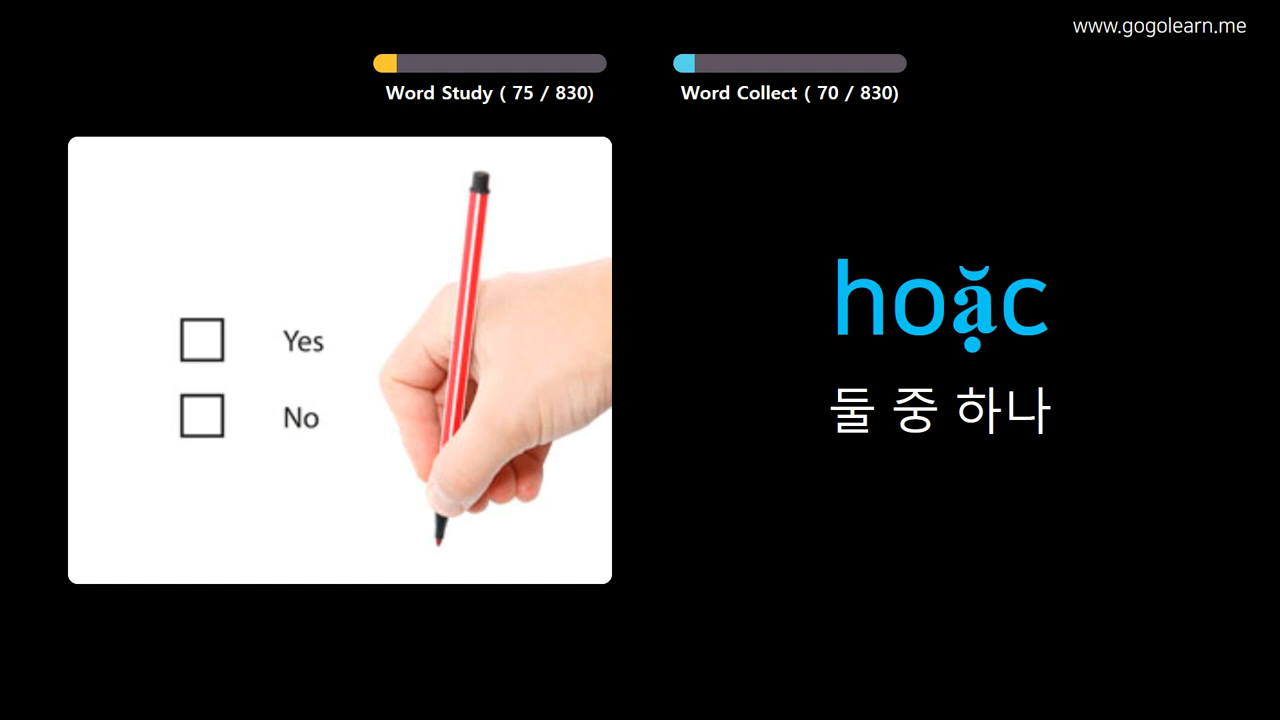 www.gogolearn.me
Word Study ( 75 / 830)
Word Collect ( 70 / 830)
Yes
No
hoặc
둘 중 하나